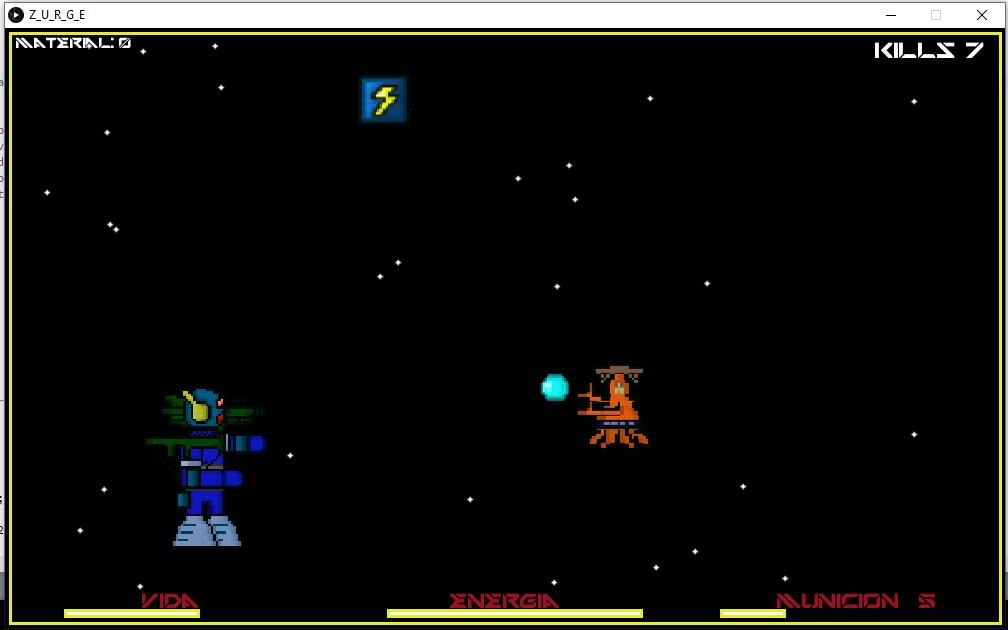 Z_U_R_G_E
MATERIAL: 0
KILLS 7
VIDA
ENERGIA
MUNICION 5